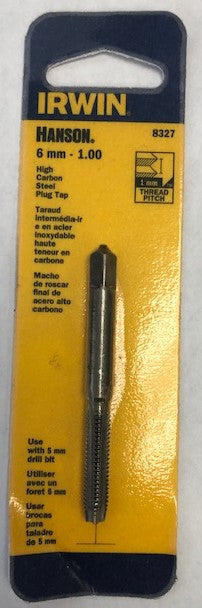 IRWIN
HANSON®
8327
6 mm - 1.00
High
Carbon
Steel
Plug Tap
1 mm
THREAD
PITCH
Taraud
intermédia-ir
e en acier
inoxydable
haute
teneur en
carbone
Macho
de roscar
final de
acero alto
carbono
Use
with 5 mm
drill bit
Utiliser
avec un
foret 5 mm
Usar
brocas
para
taladre
de 5 mm